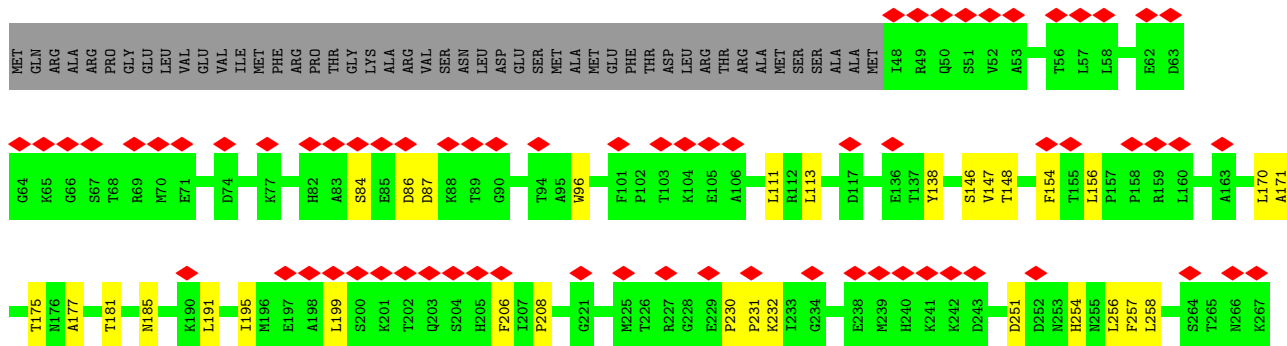 MET GLN ARG ALA ARG PRO GLY GLU LEU VAL GLU VAL ILE MET PHE ARG PRO THR GLY LYS ALA ARG VAL SER ASN LEU ASP GLU SER MET ALA MET GLU PHE THR ASP LEU ARG THR ARG ALA MET SER SER ALA ALA MET I48 R49 Q50 S51 V52 A53 T56 L57 L58 E62 D63
G64 K65 G66 S67 T68 R69 M70 E71 D74 K77 H82 A83 S84 E85 D86 D87 K88 T89 G90 T94 A95 W96 F101 P102 T103 K104 E105 A106 L111 R112 L113 D117 E136 T137 Y138 S146 V147 T148 F154 T155 L156 P157 P158 R159 L160 A163 L170 A171
T175 N176 A177 T181 N185 K190 L191 I195 M196 E197 A198 L199 S200 K201 T202 Q203 S204 H205 F206 I207 P208 G221 M225 T226 R227 G228 E229 P230 P231 K232 I233 G234 E238 M239 H240 K241 K242 D243 D251 D252 N253 H254 N255 L256 F257 L258 S264 T265 N266 K267